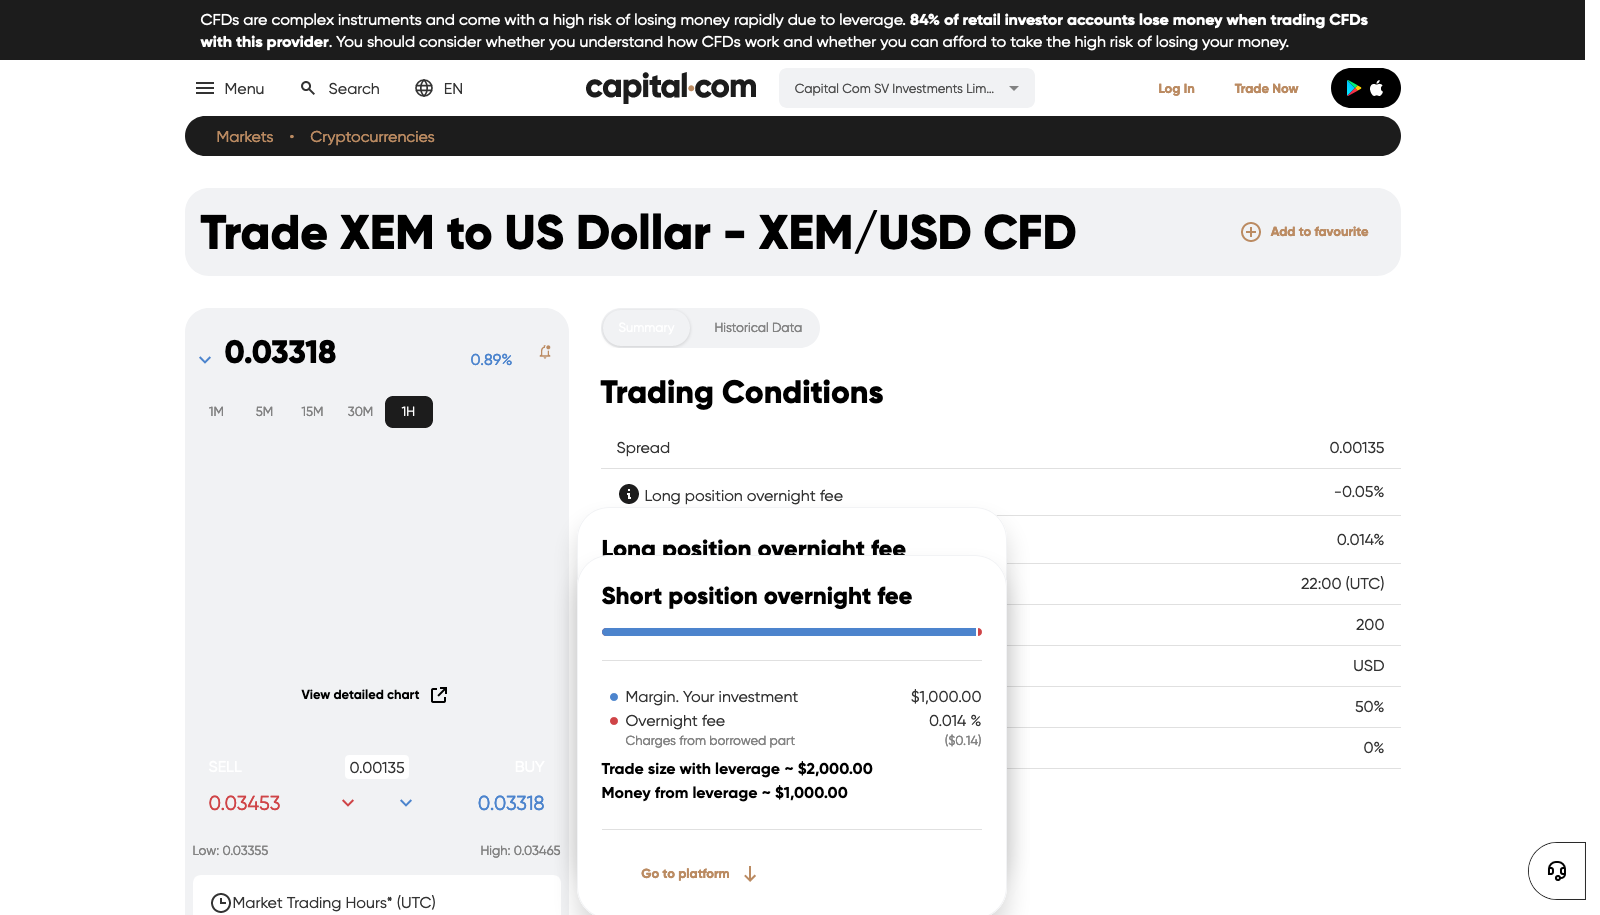 CFDs are complex instruments and come with a high risk of losing money rapidly due to leverage. 84% of retail investor accounts lose money when trading CFDs
with this provider. You should consider whether you understand how CFDs work and whether you can afford to take the high risk of losing your money.
Menu
Search
EN
capital.com
Capital Com SV Investments Lim...
Log In
Trade Now
Markets • Cryptocurrencies
Trade XEM to US Dollar - XEM/USD CFD
Add to favourite
0.03318
0.89%
1M 5M 15M 30M 1H
View detailed chart
SELL
0.00135
BUY
0.03453
0.03318
Low: 0.03355
High: 0.03465
Market Trading Hours* (UTC)
Summary
Historical Data
Trading Conditions
Spread 0.00135
Long position overnight fee -0.05%
0.014%
22:00 (UTC)
200
USD
50%
0%
Long position overnight fee
Short position overnight fee
Margin. Your investment $1,000.00
Overnight fee 0.014 %
Charges from borrowed part ($0.14)
Trade size with leverage ~ $2,000.00
Money from leverage ~ $1,000.00
Go to platform